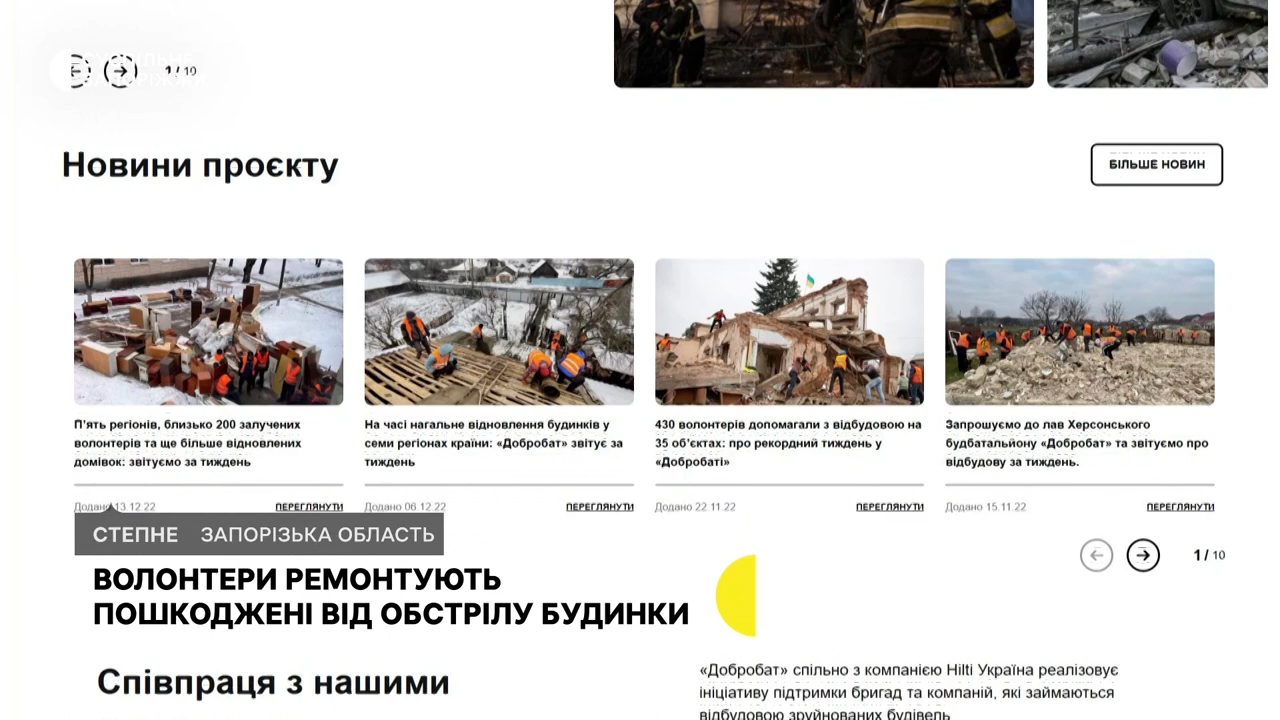 СУСПІЛЬНЕ
ЗАПОРІЖЖЯ
1 / 10
Новини проєкту
БІЛЬШЕ НОВИН
П'ять регіонів, близько 200 залучених
волонтерів та ще більше відновлених
домівок: звітуємо за тиждень
Додано 13.12.22
ПЕРЕГЛЯНУТИ
На часі нагальне відновлення будинків у
семи регіонах країни: «Добробат» звітує за
тиждень
Додано 06.12.22
ПЕРЕГЛЯНУТИ
430 волонтерів допомагали з відбудовою на
35 об'єктах: про рекордний тиждень у
«Добробаті»
Додано 22.11.22
ПЕРЕГЛЯНУТИ
Запрошуємо до лав Херсонського
будбатальйону «Добробат» та звітуємо про
відбудову за тиждень.
Додано 15.11.22
ПЕРЕГЛЯНУТИ
1 / 10
СТЕПНЕ ЗАПОРІЗЬКА ОБЛАСТЬ
ВОЛОНТЕРИ РЕМОНТУЮТЬ
ПОШКОДЖЕНІ ВІД ОБСТРІЛУ БУДИНКИ
Співпраця з нашими
«Добробат» спільно з компанією Hilti Україна реалізовує
ініціативу підтримки бригад та компаній, які займаються
відбудовою зруйнованих будівель